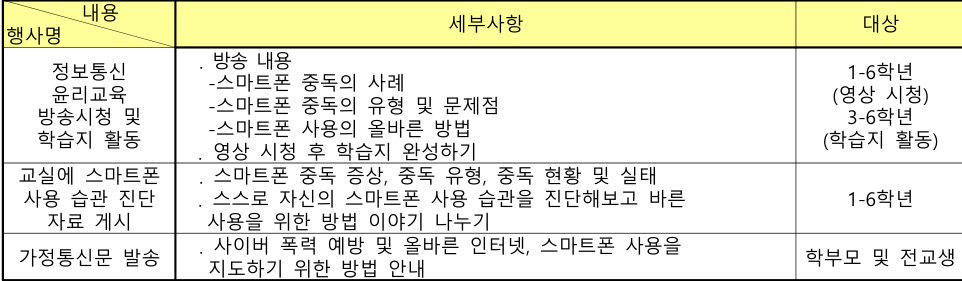 내용
행사명
세부사항
대상
정보통신
윤리교육
방송시청 및
학습지 활동
. 방송 내용
-스마트폰 중독의 사례
-스마트폰 중독의 유형 및 문제점
-스마트폰 사용의 올바른 방법
. 영상 시청 후 학습지 완성하기
1-6학년
(영상 시청)
3-6학년
(학습지 활동)
교실에 스마트폰
사용 습관 진단
자료 게시
. 스마트폰 중독 증상, 중독 유형, 중독 현황 및 실태
. 스스로 자신의 스마트폰 사용 습관을 진단해보고 바른
사용을 위한 방법 이야기 나누기
1-6학년
가정통신문 발송
. 사이버 폭력 예방 및 올바른 인터넷, 스마트폰 사용을
지도하기 위한 방법 안내
학부모 및 전교생